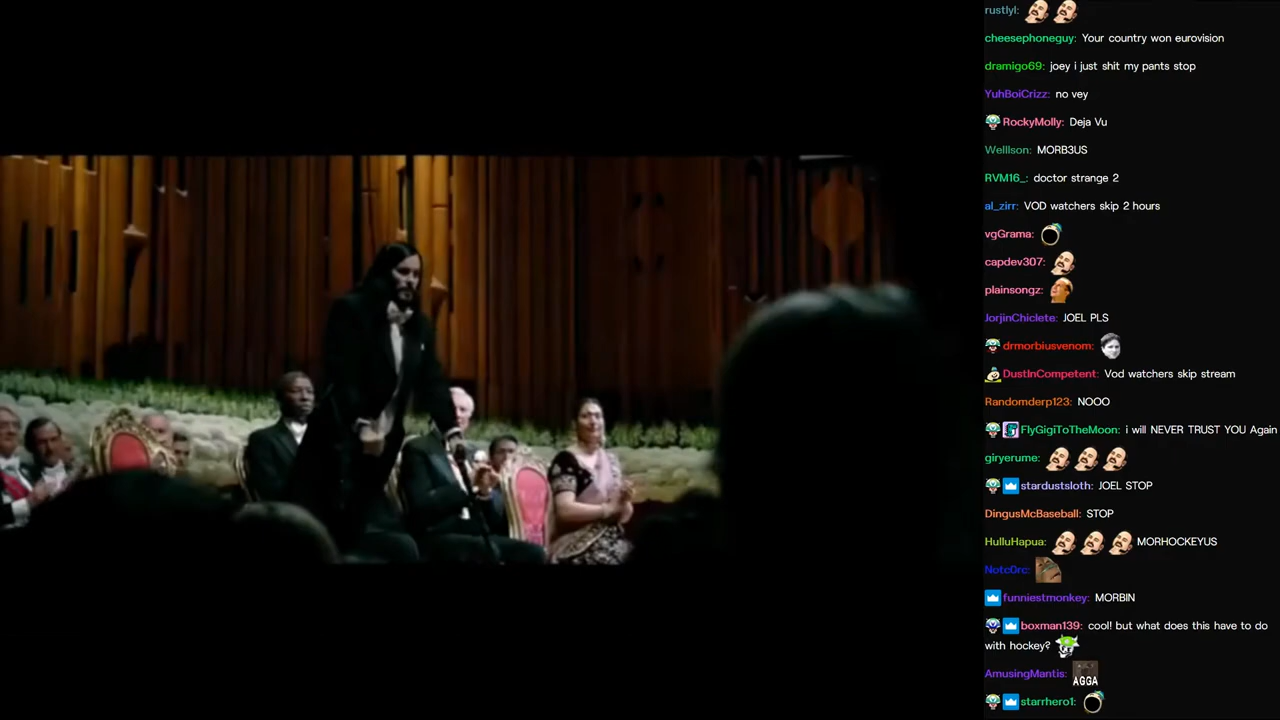 rustlyl:
cheesephoneguy: Your country won eurovision
dramigo69: joey i just shit my pants stop
YuhBoiCrizz: no vey
RockyMolly: Deja Vu
Welllson: MORB3US
RVM16_: doctor strange 2
al_zirr: VOD watchers skip 2 hours
vgGrama:
capdev307:
plainsongz:
JorjinChiclete: JOEL PLS
drmorbiusvenom:
DustInCompetent: Vod watchers skip stream
Randomderp123: NOOO
FlyGigiToTheMoon: i will NEVER TRUST YOU Again
giryerume:
stardustsloth: JOEL STOP
DingusMcBaseball: STOP
HulluHapua: MORHOCKEYUS
Notc0rc:
funniestmonkey: MORBIN
boxman139: cool! but what does this have to do
with hockey?
AmusingMantis: AGGA
starrhero1: